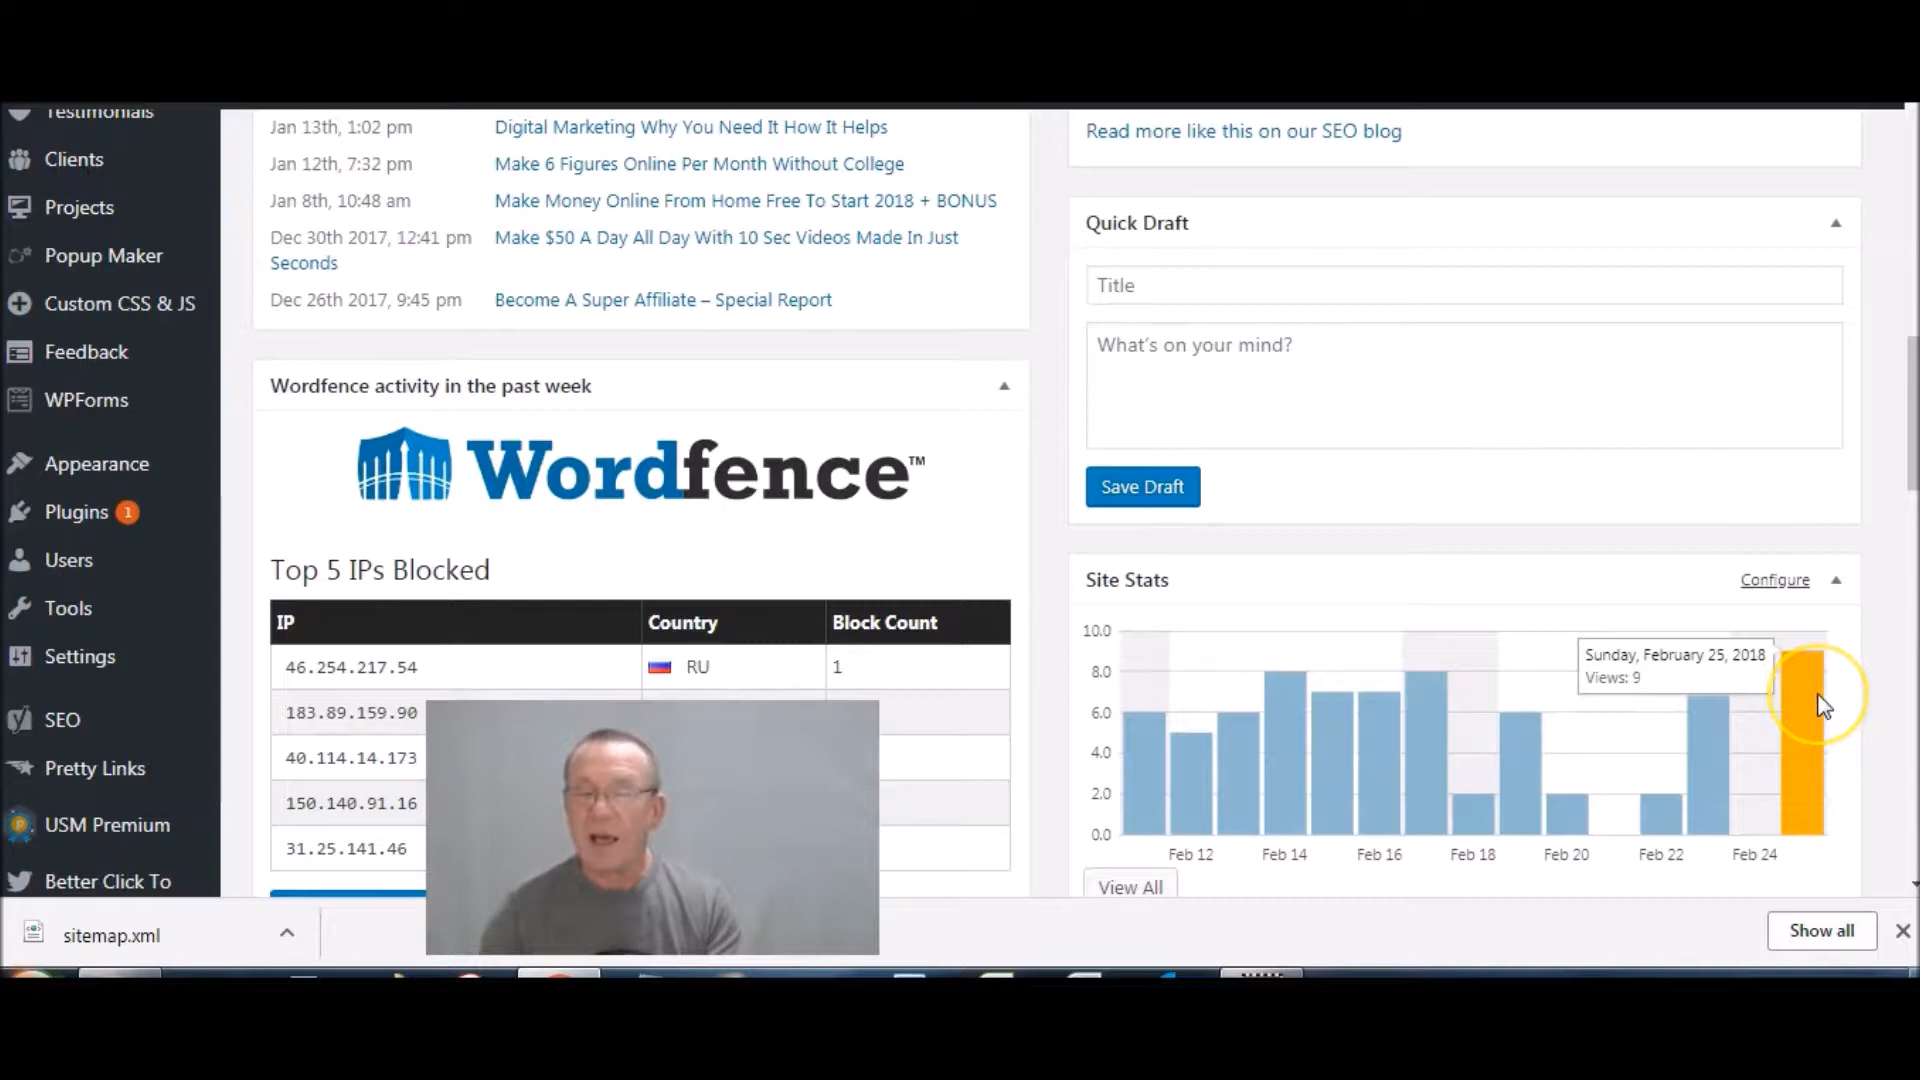 Testimonials
Clients
Projects
Popup Maker
Custom CSS & JS
Feedback
WPForms
Appearance
Plugins 1
Users
Tools
Settings
SEO
Pretty Links
USM Premium
Better Click To
Jan 13th, 1:02 pm Digital Marketing Why You Need It How It Helps
Jan 12th, 7:32 pm Make 6 Figures Online Per Month Without College
Jan 8th, 10:48 am Make Money Online From Home Free To Start 2018 + BONUS
Dec 30th 2017, 12:41 pm Make $50 A Day All Day With 10 Sec Videos Made In Just
Seconds
Dec 26th 2017, 9:45 pm Become A Super Affiliate – Special Report
Wordfence activity in the past week
Wordfence™
Top 5 IPs Blocked
IP Country Block Count
46.254.217.54 RU 1
183.89.159.90
40.114.14.173
150.140.91.16
31.25.141.46
Read more like this on our SEO blog
Quick Draft
Title
What's on your mind?
Save Draft
Site Stats Configure
10.0
8.0
6.0
4.0
2.0
0.0
Sunday, February 25, 2018
Views: 9
Feb 12 Feb 14 Feb 16 Feb 18 Feb 20 Feb 22 Feb 24
View All
sitemap.xml
Show all